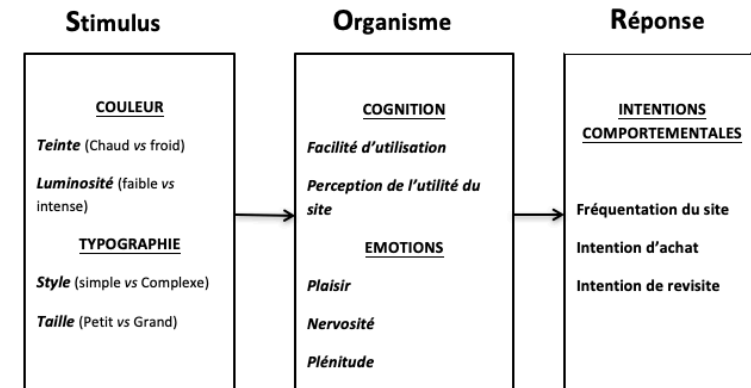 Stimulus
COULEUR
Teinte (Chaud vs froid)
Luminosité (faible vs
intense)
TYPOGRAPHIE
Style (simple vs Complexe)
Taille (Petit vs Grand)
Organisme
COGNITION
Facilité d'utilisation
Perception de l'utilité du
site
EMOTIONS
Plaisir
Nervosité
Plénitude
Réponse
INTENTIONS
COMPORTEMENTALES
Fréquentation du site
Intention d'achat
Intention de revisite